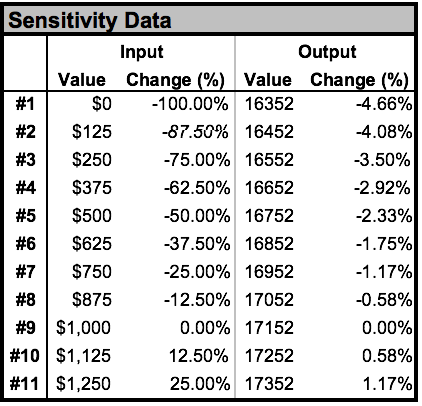 Sensitivity Data
Input Output
Value Change (%) Value Change (%)
#1 $0 -100.00% 16352 -4.66%
#2 $125 -87.50% 16452 -4.08%
#3 $250 -75.00% 16552 -3.50%
#4 $375 -62.50% 16652 -2.92%
#5 $500 -50.00% 16752 -2.33%
#6 $625 -37.50% 16852 -1.75%
#7 $750 -25.00% 16952 -1.17%
#8 $875 -12.50% 17052 -0.58%
#9 $1,000 0.00% 17152 0.00%
#10 $1,125 12.50% 17252 0.58%
#11 $1,250 25.00% 17352 1.17%